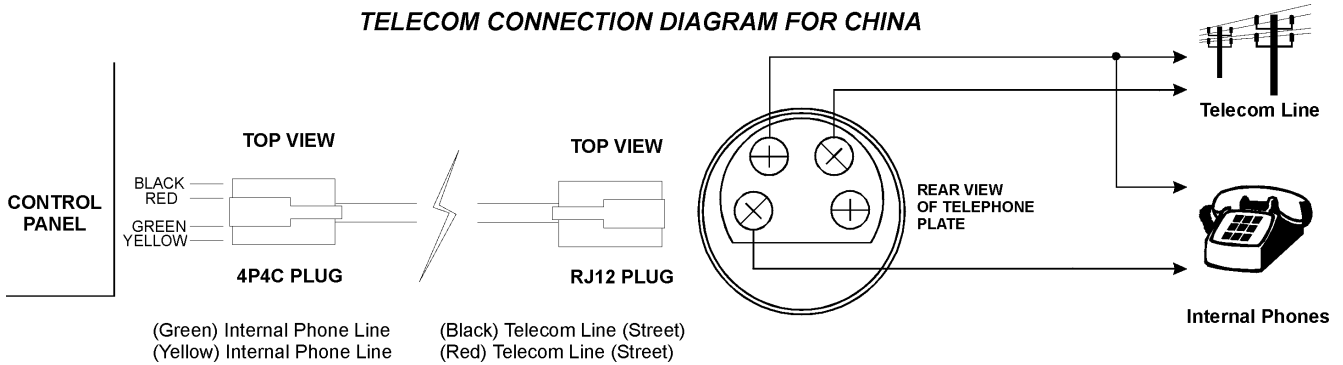 TELECOM CONNECTION DIAGRAM FOR CHINA
Telecom Line
TOP VIEW
TOP VIEW
CONTROL
PANEL
BLACK
RED
GREEN
YELLOW
REAR VIEW
OF TELEPHONE
PLATE
4P4C PLUG
RJ12 PLUG
Internal Phones
(Green) Internal Phone Line
(Yellow) Internal Phone Line
(Black) Telecom Line (Street)
(Red) Telecom Line (Street)